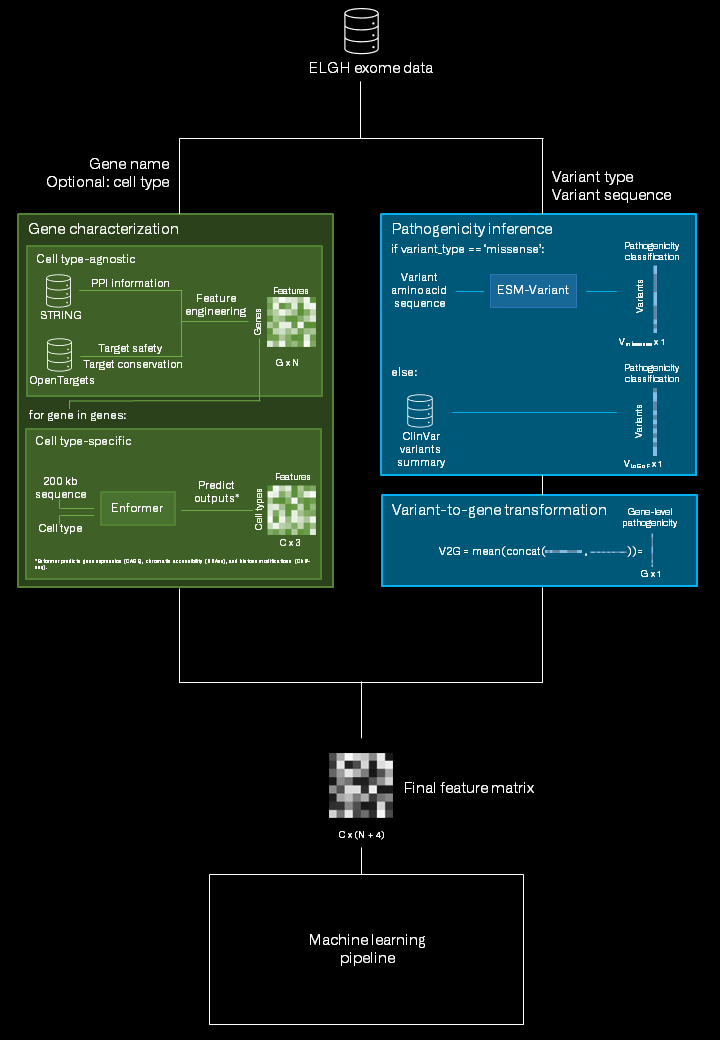 ELGH exome data
Gene name
Optional: cell type
Variant type
Variant sequence
Gene characterization
Cell type-agnostic
STRING
PPI information
OpenTargets
Target safety
Target conservation
Feature
engineering
Features
Genes
G x N
for gene in genes:
Cell type-specific
200 kb
sequence
Cell type
Enformer
Predict
outputs*
Features
Cell types
C x 3
*Enformer predicts gene expression (CAGE), chromatin accessibility (DNAse), and histone modifications (ChIP-
seq).
Pathogenicity inference
if variant_type == ‘missense’:
Variant
amino acid
sequence
ESM-Variant
Pathogenicity
classification
Variants
Vmissense x 1
else:
ClinVar
variants
summary
Pathogenicity
classification
Variants
VLoGoF x 1
Variant-to-gene transformation
Gene-level
pathogenicity
V2G = mean(concat( , ))=
G x 1
Final feature matrix
C x (N + 4)
Machine learning
pipeline